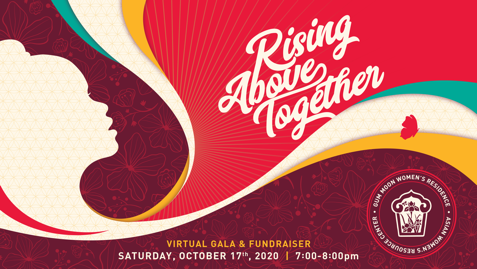 Rising
Above
Together
GUM MOON WOMEN'S RESIDENCE
ASIAN WOMEN'S RESOURCE CENTER
VIRTUAL GALA & FUNDRAISER
SATURDAY, OCTOBER 17th, 2020 | 7:00-8:00pm